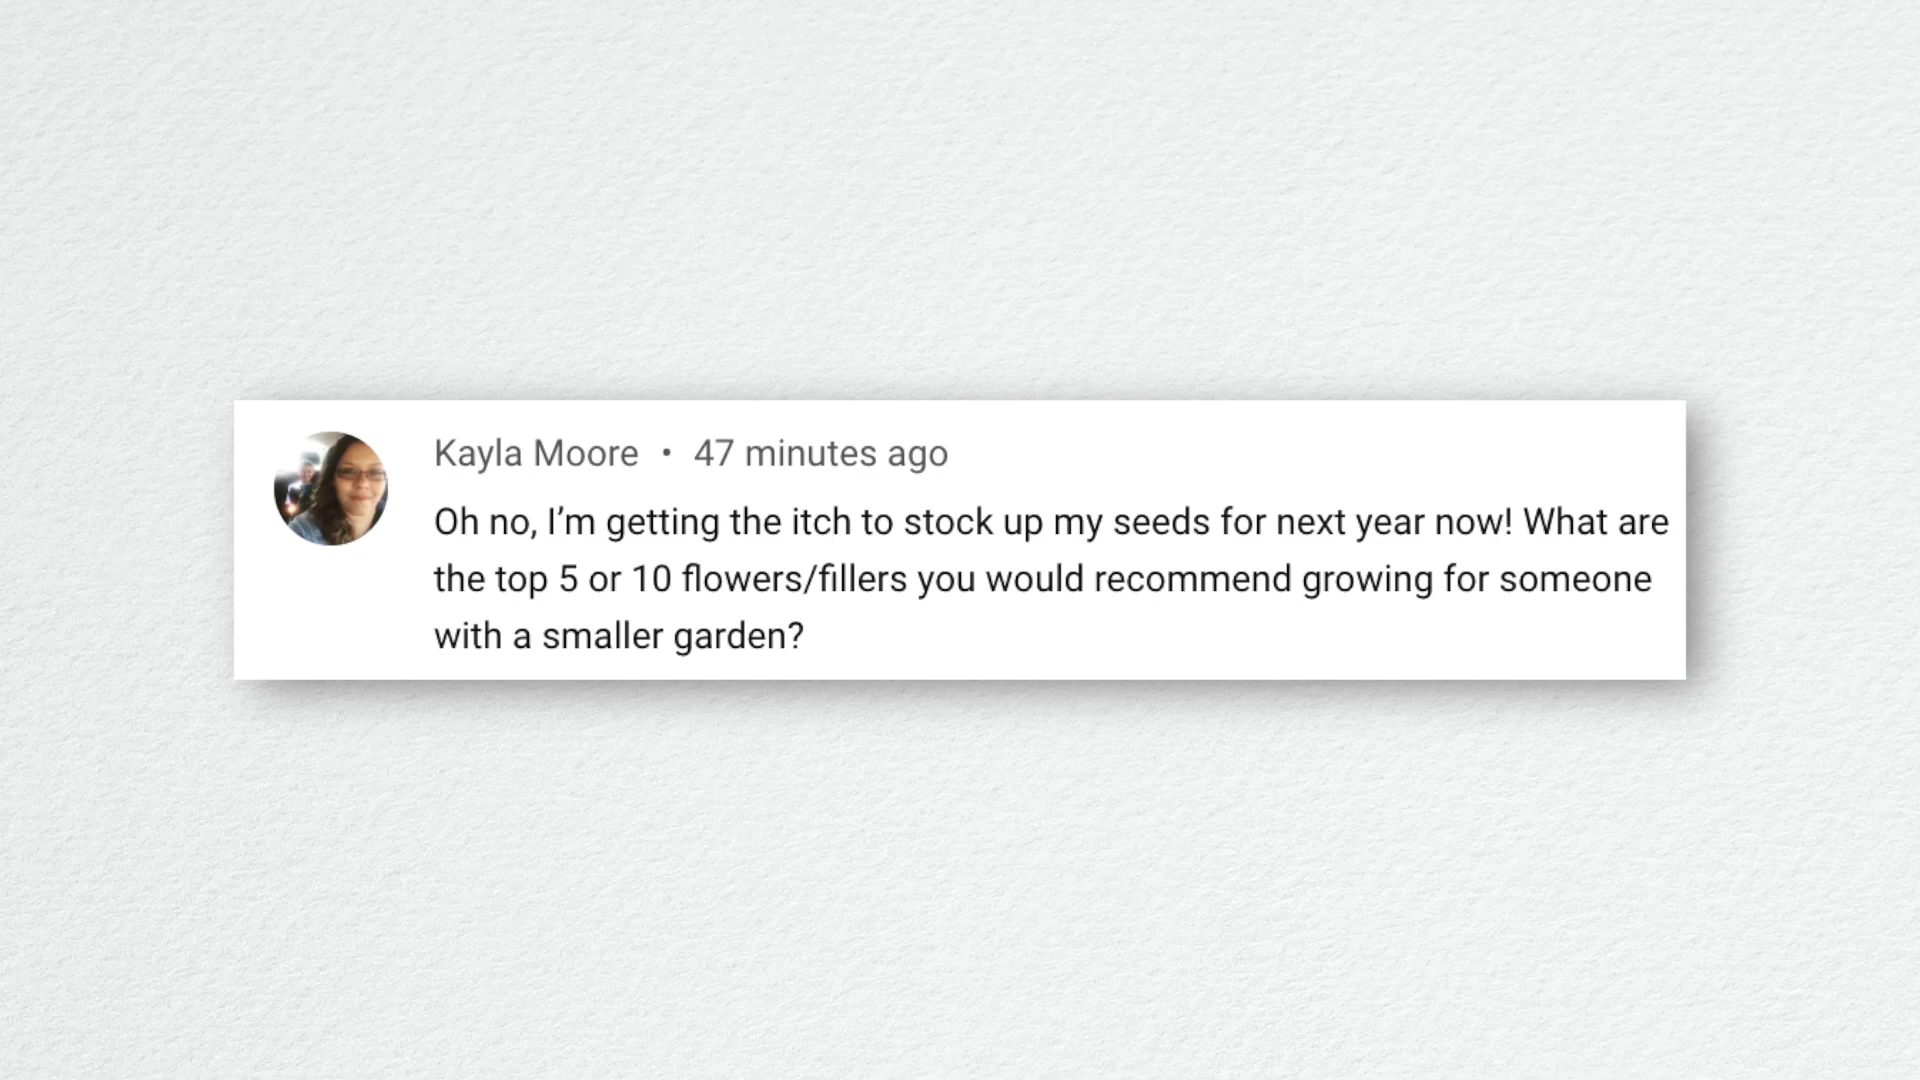 Kayla Moore • 47 minutes ago
Oh no, I’m getting the itch to stock up my seeds for next year now! What are
the top 5 or 10 flowers/fillers you would recommend growing for someone
with a smaller garden?